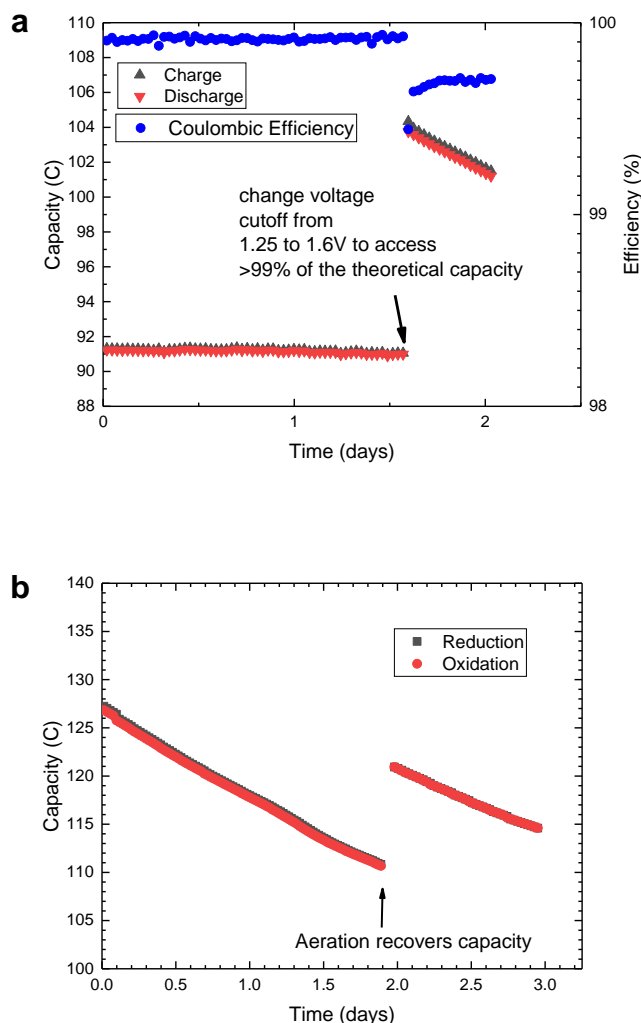 a
110
108
106
104
102
100
98
96
94
92
90
88
Capacity (C)
100
99
98
Efficiency (%)
Charge
Discharge
Coulombic Efficiency
change voltage
cutoff from
1.25 to 1.6V to access
>99% of the theoretical capacity
0
1
2
Time (days)
b
140
135
130
125
120
115
110
105
100
Capacity (C)
Reduction
Oxidation
Aeration recovers capacity
0.0
0.5
1.0
1.5
2.0
2.5
3.0
Time (days)